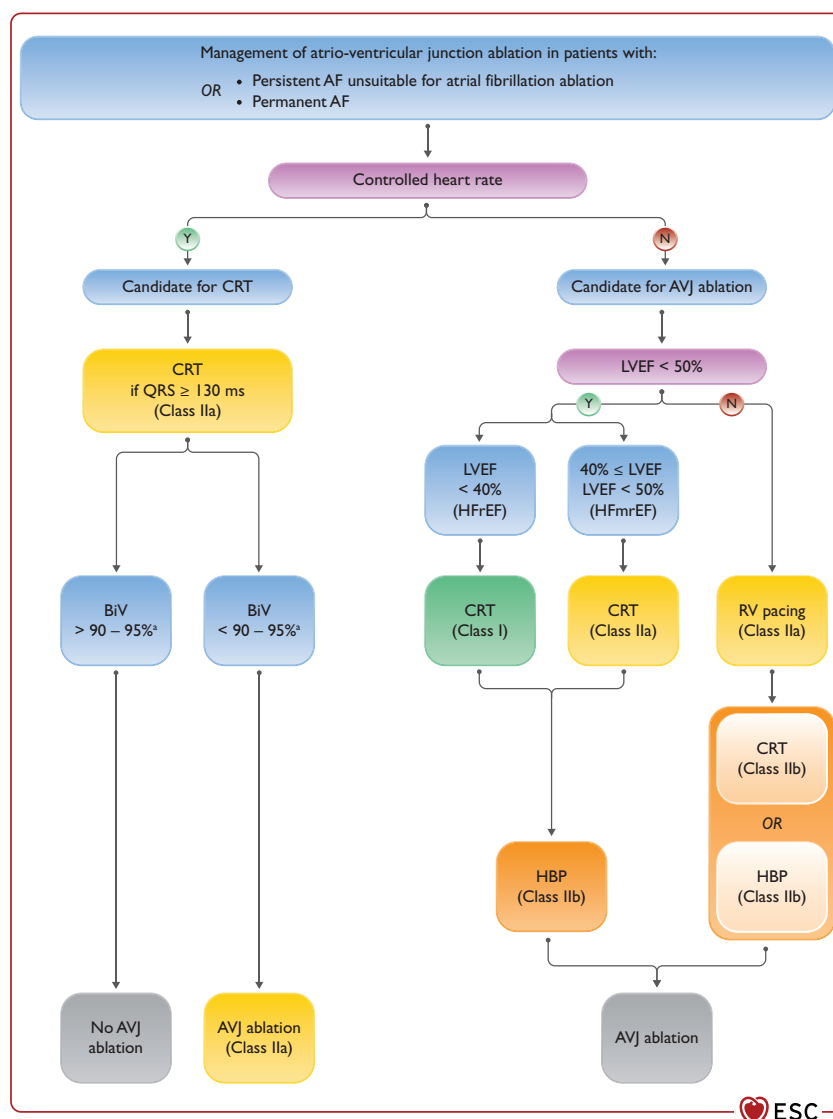 Management of atrio-ventricular junction ablation in patients with:
OR • Persistent AF unsuitable for atrial fibrillation ablation
• Permanent AF
Controlled heart rate
Y
N
Candidate for CRT
Candidate for AVJ ablation
CRT
if QRS ≥ 130 ms
(Class IIa)
LVEF < 50%
Y
N
LVEF
< 40%
(HFrEF)
40% ≤ LVEF
LVEF < 50%
(HFmrEF)
BiV
> 90 – 95%ᵃ
BiV
< 90 – 95%ᵃ
CRT
(Class I)
CRT
(Class IIa)
RV pacing
(Class IIa)
CRT
(Class IIb)
OR
HBP
(Class IIb)
HBP
(Class IIb)
No AVJ
ablation
AVJ ablation
(Class IIa)
AVJ ablation
ESC